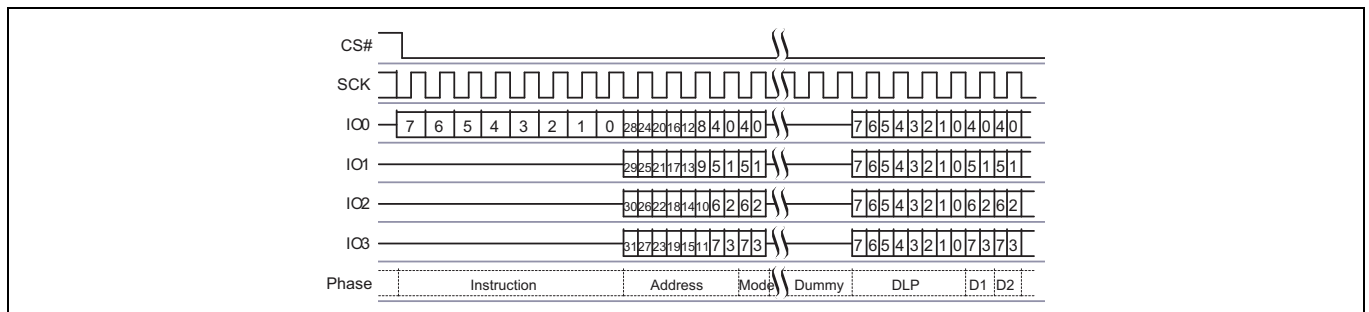 CS#
SCK
IO0 7 6 5 4 3 2 1 0 28 24 20 16 12 8 4 0 4 0 7 6 5 4 3 2 1 0 4 0 4 0
IO1 29 25 21 17 13 9 5 1 5 1 7 6 5 4 3 2 1 0 5 1 5 1
IO2 30 26 22 18 14 10 6 2 6 2 7 6 5 4 3 2 1 0 6 2 6 2
IO3 31 27 23 19 15 11 7 3 7 3 7 6 5 4 3 2 1 0 7 3 7 3
Phase Instruction Address Mode Dummy DLP D1 D2